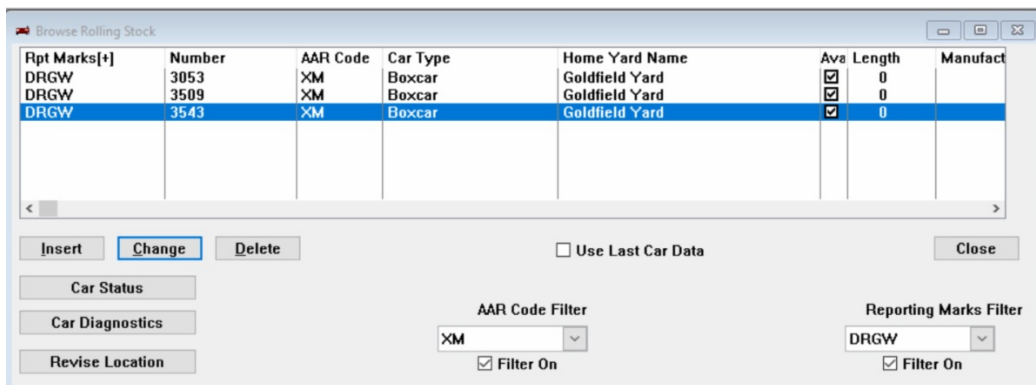 Browse Rolling Stock
Rpt Marks[+] Number AAR Code Car Type Home Yard Name Ava Length Manufact
DRGW 3053 XM Boxcar Goldfield Yard 0
DRGW 3509 XM Boxcar Goldfield Yard 0
DRGW 3543 XM Boxcar Goldfield Yard 0
Insert Change Delete Use Last Car Data Close
Car Status
Car Diagnostics AAR Code Filter Reporting Marks Filter
XM DRGW
Revise Location Filter On Filter On